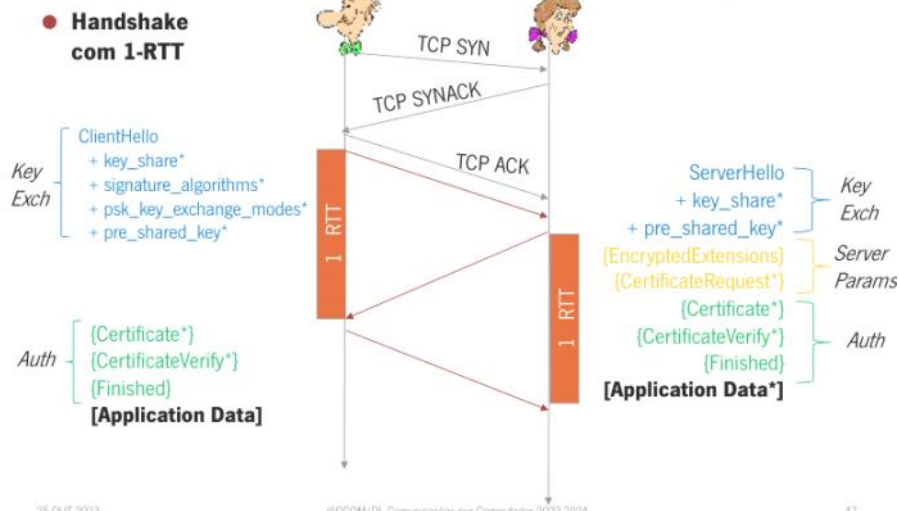 Handshake
com 1-RTT
TCP SYN
TCP SYNACK
TCP ACK
Key
Exch
ClientHello
+ key_share*
+ signature_algorithms*
+ psk_key_exchange_modes*
+ pre_shared_key*
1 RTT
ServerHello
+ key_share*
+ pre_shared_key*
Key
Exch
{EncryptedExtensions}
{CertificateRequest*}
Server
Params
1 RTT
{Certificate*}
{CertificateVerify*}
{Finished}
Auth
[Application Data*]
Auth
{Certificate*}
{CertificateVerify*}
{Finished}
[Application Data]